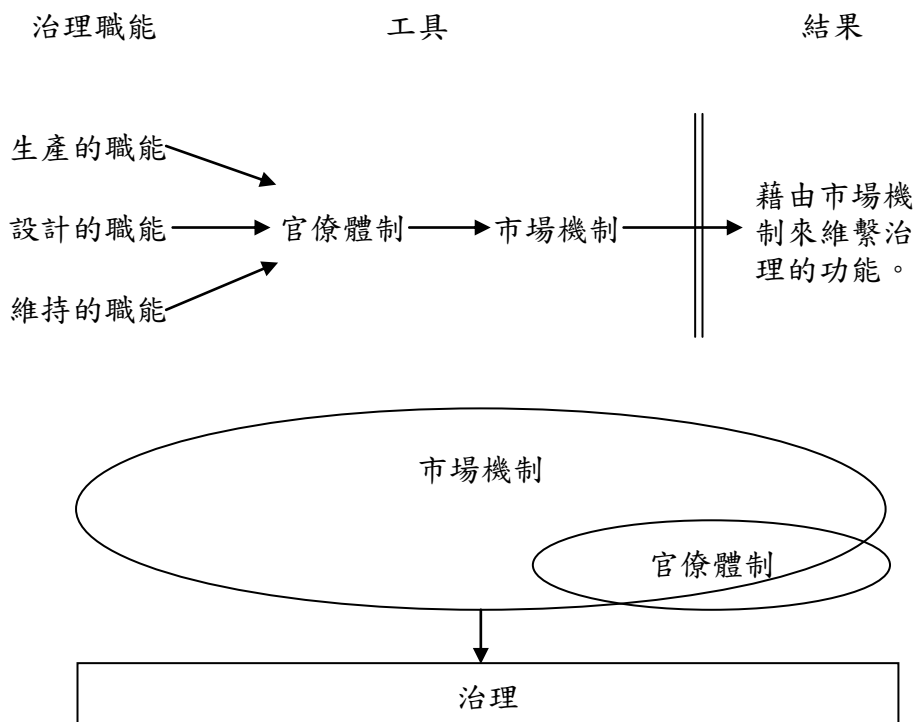 治理職能 工具 結果
生產的職能
設計的職能 官僚體制 市場機制
維持的職能
藉由市場機
制來維繫治
理的功能。
市場機制
官僚體制
治理